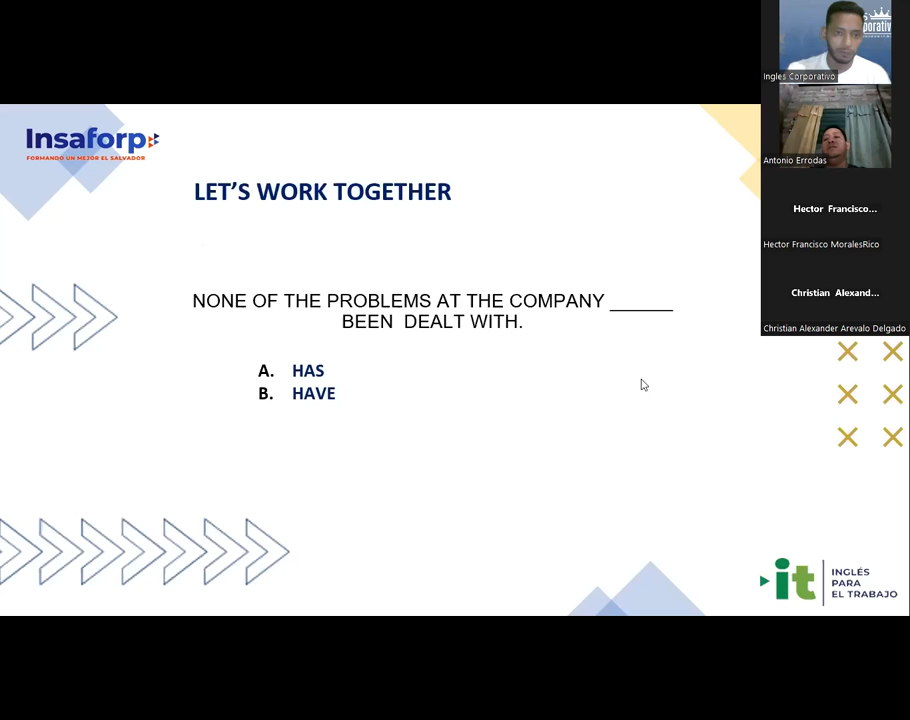 Insaforp
FORMANDO UN MEJOR EL SALVADOR
LET'S WORK TOGETHER
NONE OF THE PROBLEMS AT THE COMPANY ______
BEEN DEALT WITH.
A. HAS
B. HAVE
it
INGLÉS
PARA
EL TRABAJO
Ingles Corporativo
Antonio Errodas
Hector Francisco...
Hector Francisco MoralesRico
Christian Alexand...
Christian Alexander Arevalo Delgado